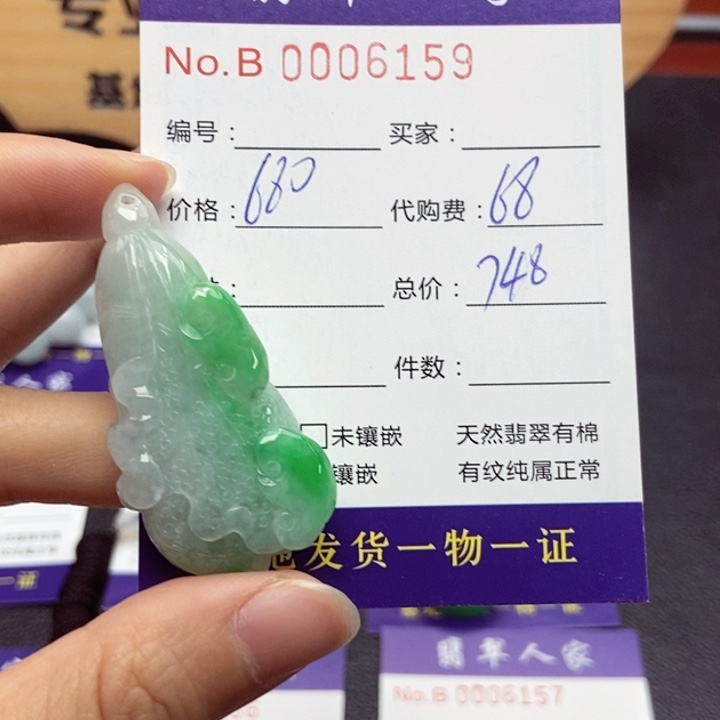 No.B 0006159
编号： 买家：
价格：680 代购费：68
总价：748
件数：
未镶嵌 天然翡翠有棉
镶嵌 有纹纯属正常
发货一物一证
翡翠人家
No.B 0006157